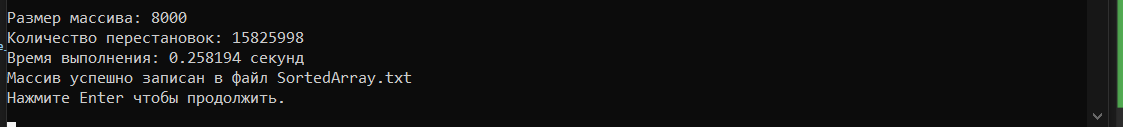 Размер массива: 8000
Количество перестановок: 15825998
Время выполнения: 0.258194 секунд
Массив успешно записан в файл SortedArray.txt
Нажмите Enter чтобы продолжить.